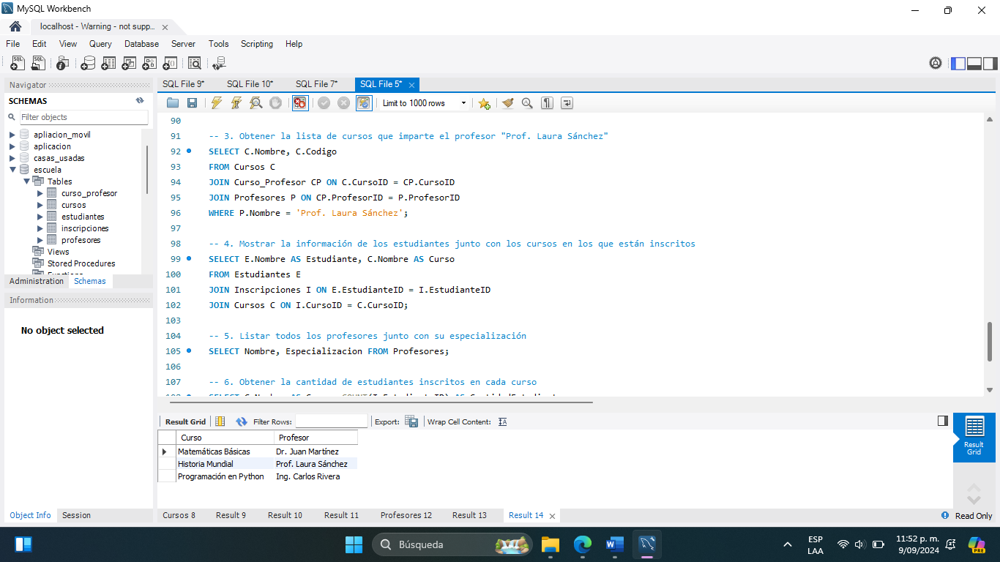 MySQL Workbench
localhost - Warning - not supp...
File Edit View Query Database Server Tools Scripting Help
Navigator
SCHEMAS
Filter objects
apliacion_movil
aplicacion
casas_usadas
escuela
Tables
curso_profesor
cursos
estudiantes
inscripciones
profesores
Views
Stored Procedures
Functions
Administration Schemas
Information
No object selected
Object Info Session
SQL File 9* SQL File 10* SQL File 7* SQL File 5*
Limit to 1000 rows
90
91 -- 3. Obtener la lista de cursos que imparte el profesor "Prof. Laura Sánchez"
92 SELECT C.Nombre, C.Codigo
93 FROM Cursos C
94 JOIN Curso_Profesor CP ON C.CursoID = CP.CursoID
95 JOIN Profesores P ON CP.ProfesorID = P.ProfesorID
96 WHERE P.Nombre = 'Prof. Laura Sánchez';
97
98 -- 4. Mostrar la información de los estudiantes junto con los cursos en los que están inscritos
99 SELECT E.Nombre AS Estudiante, C.Nombre AS Curso
100 FROM Estudiantes E
101 JOIN Inscripciones I ON E.EstudianteID = I.EstudianteID
102 JOIN Cursos C ON I.CursoID = C.CursoID;
103
104 -- 5. Listar todos los profesores junto con su especialización
105 SELECT Nombre, Especializacion FROM Profesores;
106
107 -- 6. Obtener la cantidad de estudiantes inscritos en cada curso
Result Grid Filter Rows: Export: Wrap Cell Content:
Curso Profesor
Matemáticas Básicas Dr. Juan Martínez
Historia Mundial Prof. Laura Sánchez
Programación en Python Ing. Carlos Rivera
Result
Grid
Cursos 8 Result 9 Result 10 Result 11 Profesores 12 Result 13 Result 14
Read Only
Búsqueda
ESP
LAA
11:52 p. m.
9/09/2024
PRE